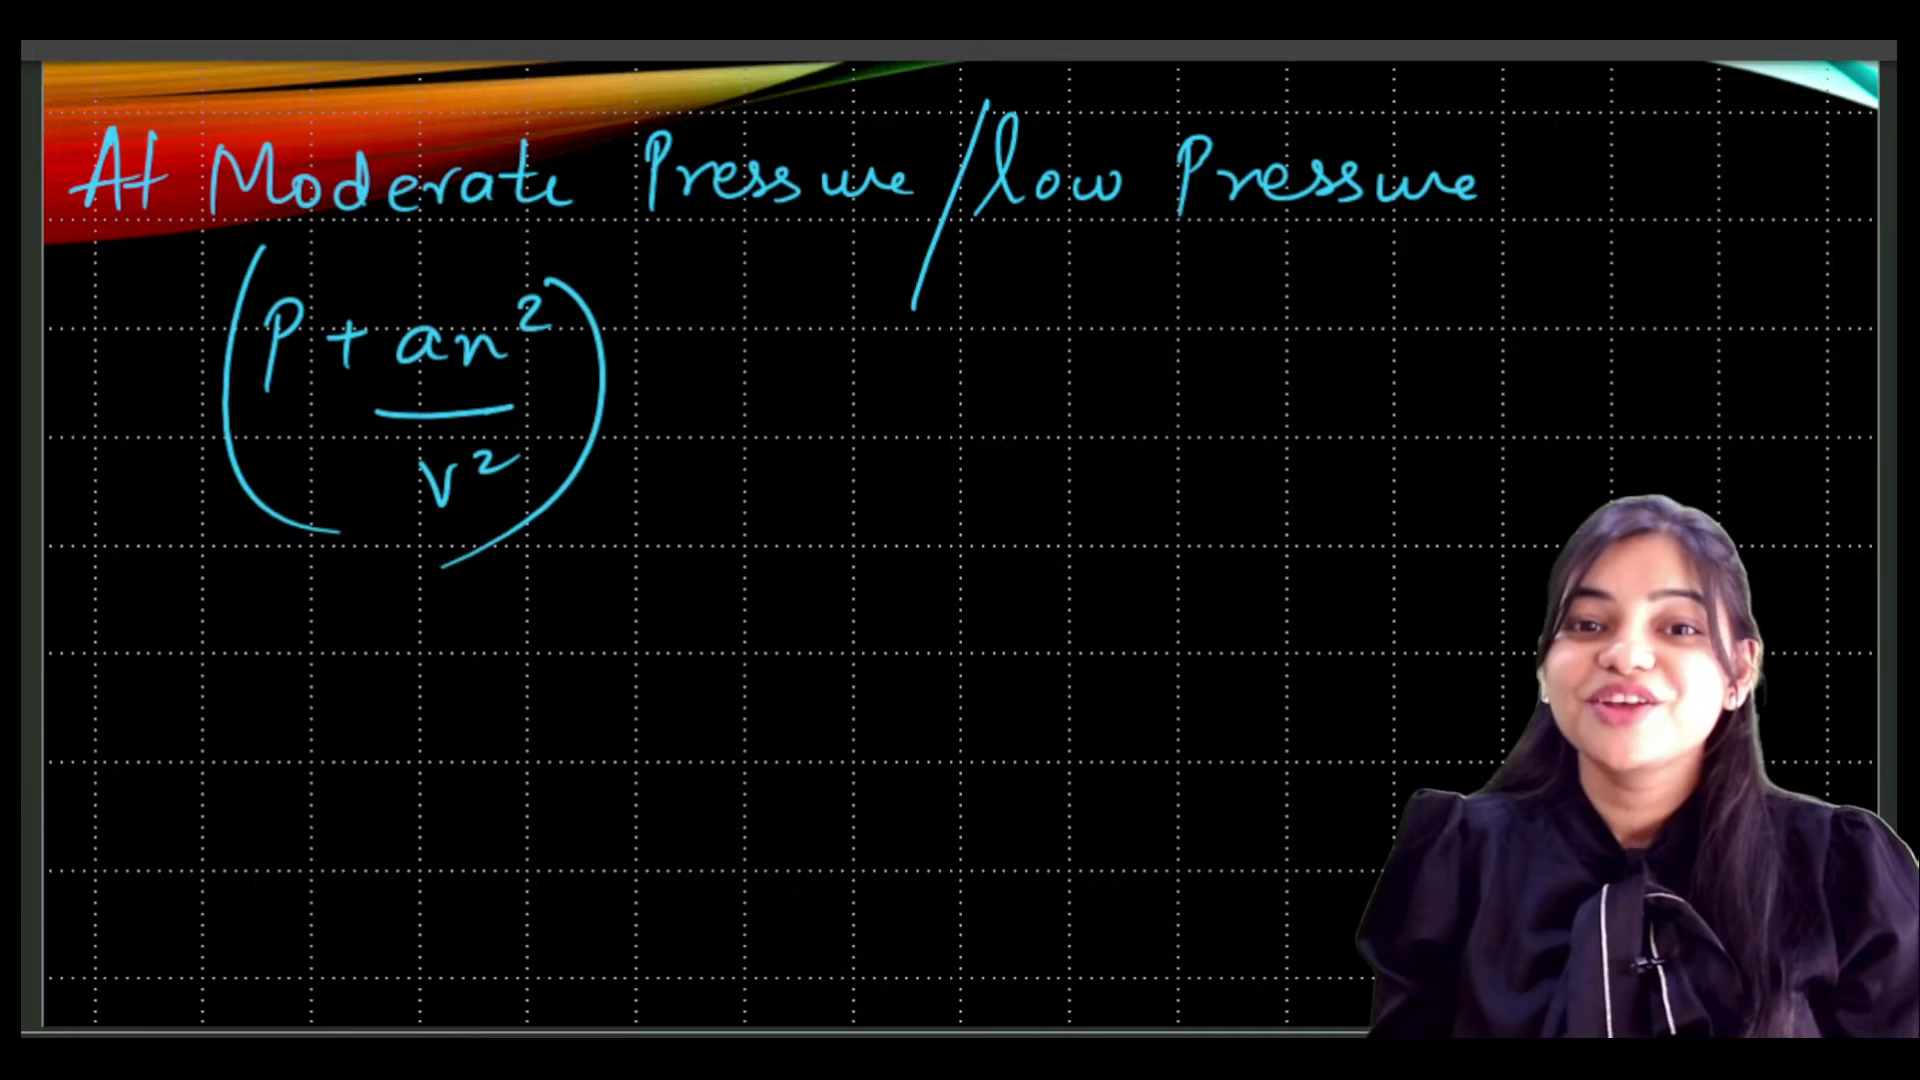 At Moderate Pressure/low Pressure
(P + an²
v²)